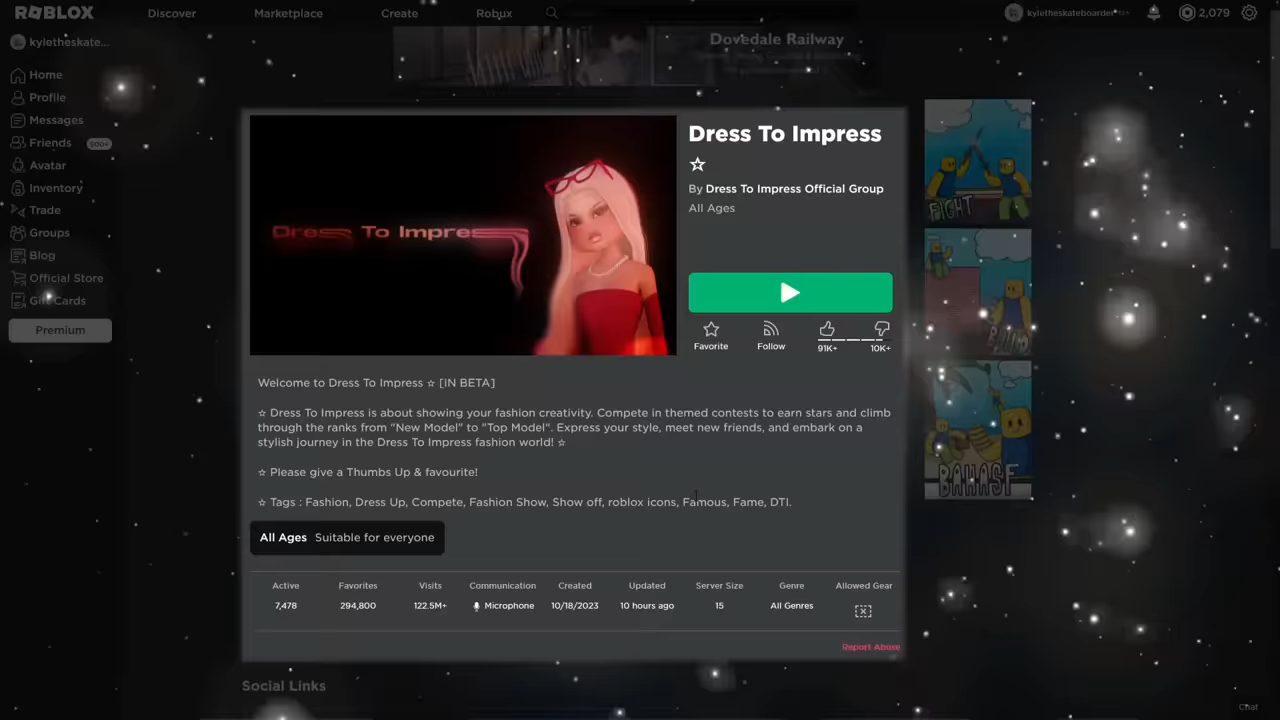 ROBLOX
Discover
Marketplace
Create
Robux
kyletheskateboarder
2,079
kyletheskate...
Home
Profile
Messages
Friends
500+
Avatar
Inventory
Trade
Groups
Blog
Official Store
Gift Cards
Premium
Dovedale Railway
Dress To Impress
Dress To Impress
☆
By Dress To Impress Official Group
All Ages
Favorite
Follow
91K+
10K+
Welcome to Dress To Impress ☆ [IN BETA]
☆ Dress To Impress is about showing your fashion creativity. Compete in themed contests to earn stars and climb
through the ranks from "New Model" to "Top Model". Express your style, meet new friends, and embark on a
stylish journey in the Dress To Impress fashion world! ☆
☆ Please give a Thumbs Up & favourite!
☆ Tags : Fashion, Dress Up, Compete, Fashion Show, Show off, roblox icons, Famous, Fame, DTI.
All Ages Suitable for everyone
Active Favorites Visits Communication Created Updated Server Size Genre Allowed Gear
7,478 294,800 122.5M+ Microphone 10/18/2023 10 hours ago 15 All Genres
Report Abuse
Social Links
FIGHT
BAHASF
Chat